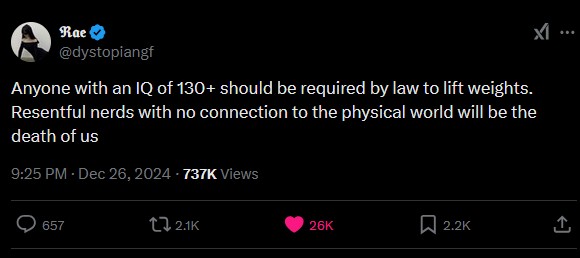 𝕽𝖆𝖊
@dystopiangf
Anyone with an IQ of 130+ should be required by law to lift weights.
Resentful nerds with no connection to the physical world will be the
death of us
9:25 PM · Dec 26, 2024 · 737K Views
657 2.1K 26K 2.2K